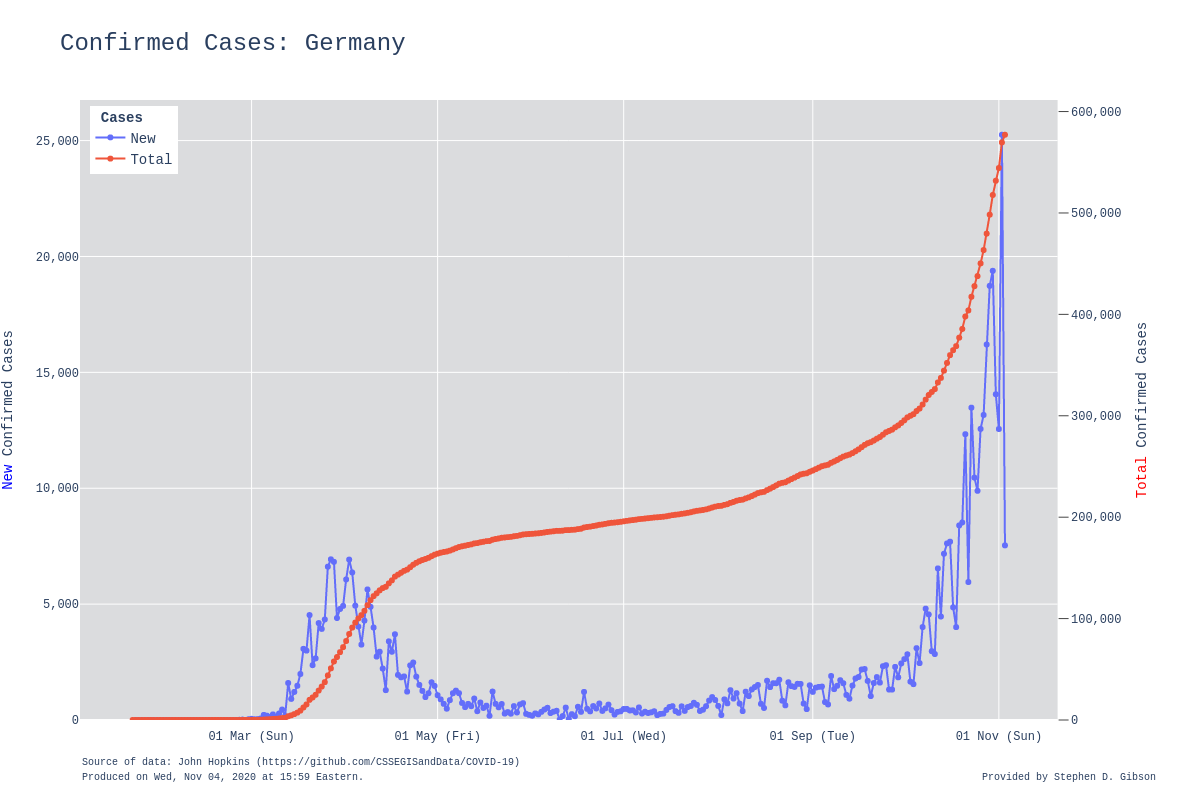 Confirmed Cases: Germany
Cases
New
Total
25,000
20,000
15,000
10,000
5,000
0
New Confirmed Cases
600,000
500,000
400,000
300,000
200,000
100,000
0
Total Confirmed Cases
01 Mar (Sun)
01 May (Fri)
01 Jul (Wed)
01 Sep (Tue)
01 Nov (Sun)
Source of data: John Hopkins (https://github.com/CSSEGISandData/COVID-19)
Produced on Wed, Nov 04, 2020 at 15:59 Eastern.
Provided by Stephen D. Gibson